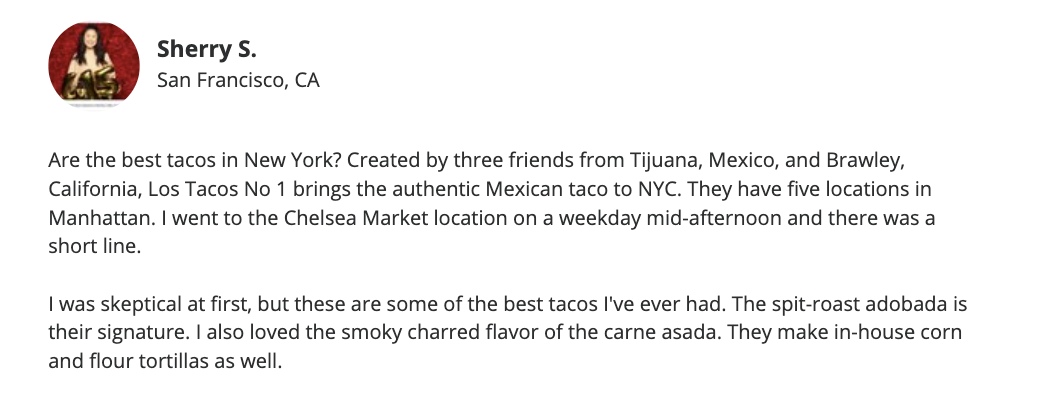 Sherry S.
San Francisco, CA
Are the best tacos in New York? Created by three friends from Tijuana, Mexico, and Brawley,
California, Los Tacos No 1 brings the authentic Mexican taco to NYC. They have five locations in
Manhattan. I went to the Chelsea Market location on a weekday mid-afternoon and there was a
short line.
I was skeptical at first, but these are some of the best tacos I've ever had. The spit-roast adobada is
their signature. I also loved the smoky charred flavor of the carne asada. They make in-house corn
and flour tortillas as well.